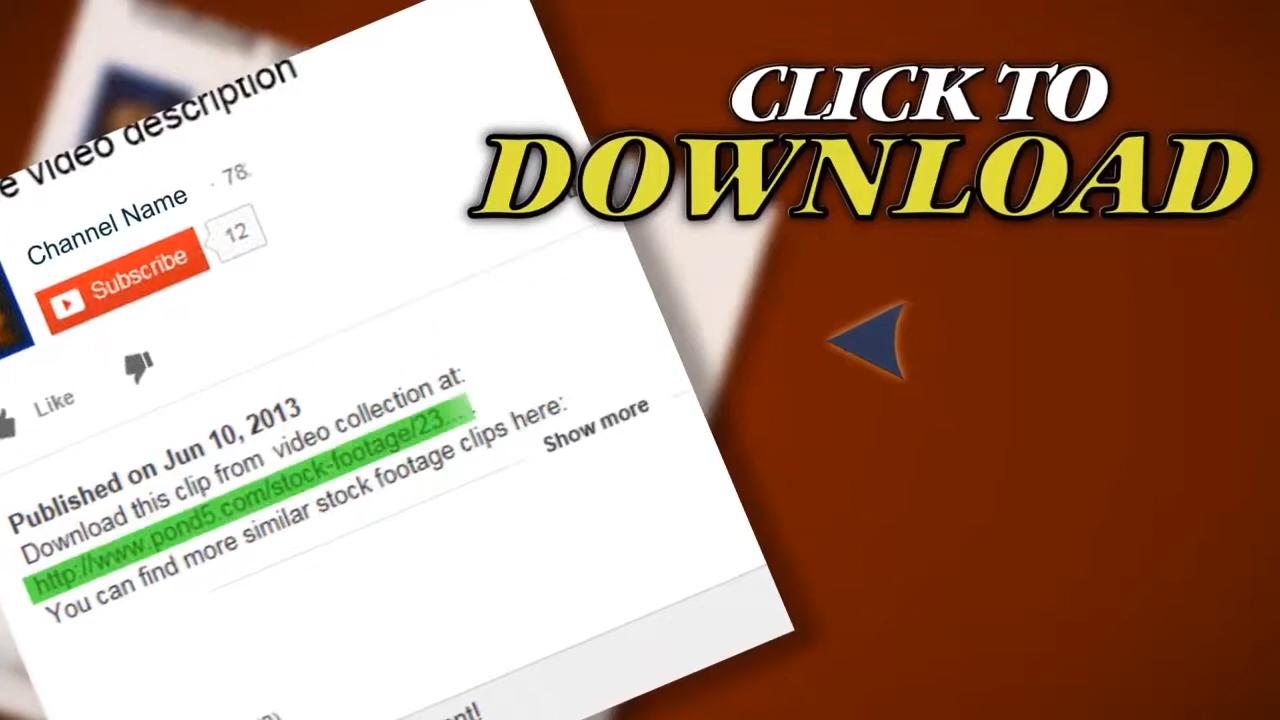 CLICK TO
DOWNLOAD
e video description
Channel Name
78
Subscribe
12
Like
Published on Jun 10, 2013
Download this clip from video collection at:
http://www.pond5.com/stock-footage/23...
You can find more similar stock footage clips here:
Show more